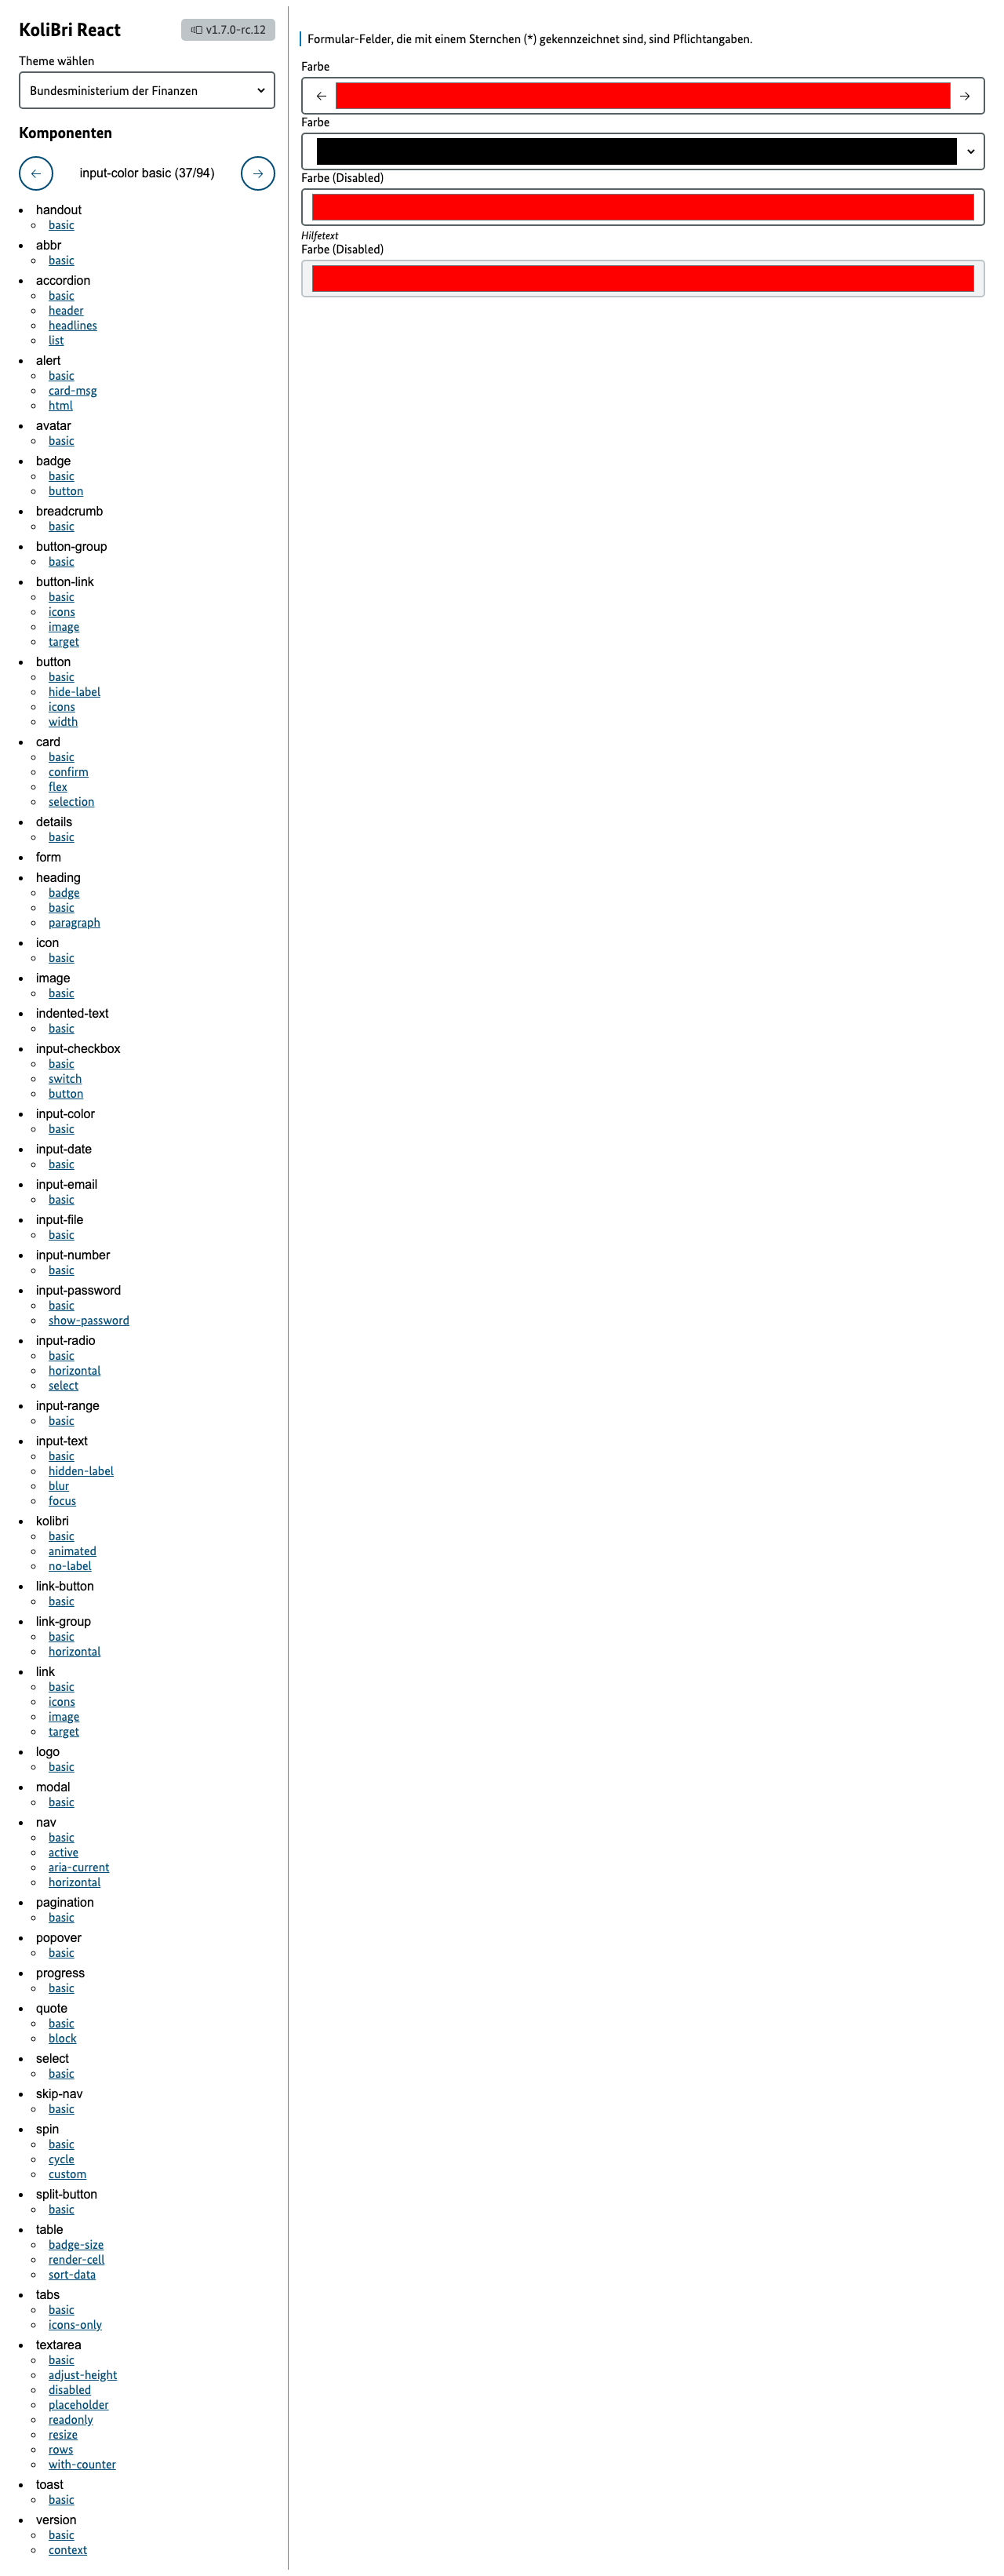 KoliBri React
v1.7.0-rc.12
Theme wählen
Bundesministerium der Finanzen
Komponenten
input-color basic (37/94)
handout
basic
abbr
basic
accordion
basic
header
headlines
list
alert
basic
card-msg
html
avatar
basic
badge
basic
button
breadcrumb
basic
button-group
basic
button-link
basic
icons
image
target
button
basic
hide-label
icons
width
card
basic
confirm
flex
selection
details
basic
form
heading
badge
basic
paragraph
icon
basic
image
basic
indented-text
basic
input-checkbox
basic
switch
button
input-color
basic
input-date
basic
input-email
basic
input-file
basic
input-number
basic
input-password
basic
show-password
input-radio
basic
horizontal
select
input-range
basic
input-text
basic
hidden-label
blur
focus
kolibri
basic
animated
no-label
link-button
basic
link-group
basic
horizontal
link
basic
icons
image
target
logo
basic
modal
basic
nav
basic
active
aria-current
horizontal
pagination
basic
popover
basic
progress
basic
quote
basic
block
select
basic
skip-nav
basic
spin
basic
cycle
custom
split-button
basic
table
badge-size
render-cell
sort-data
tabs
basic
icons-only
textarea
basic
adjust-height
disabled
placeholder
readonly
resize
rows
with-counter
toast
basic
version
basic
context
Formular-Felder, die mit einem Sternchen (*) gekennzeichnet sind, sind Pflichtangaben.
Farbe
Farbe
Farbe (Disabled)
Hilfetext
Farbe (Disabled)